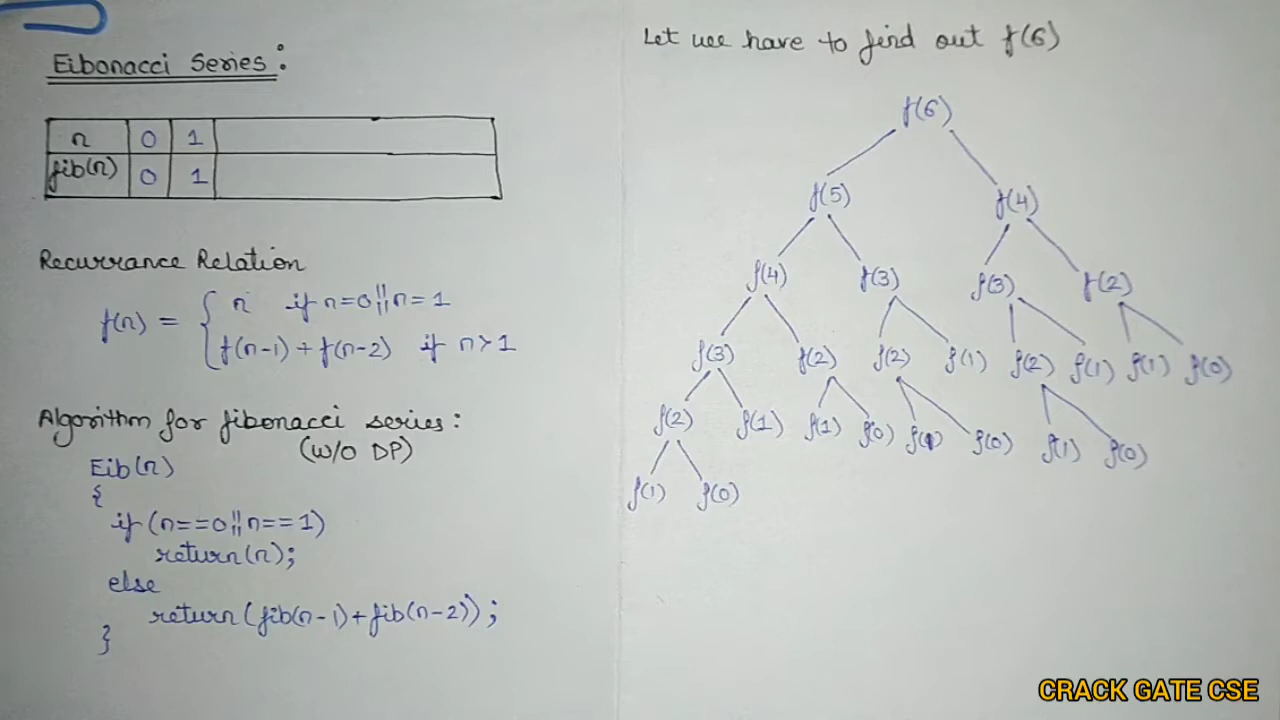 Fibonacci Series :
n 0 1
fib(n) 0 1
Recurrance Relation
f(n) = { n if n=0||n=1
f(n-1) + f(n-2) if n>1
Algorithm for fibonacci series :
(W/O DP)
Fib(n)
{
if (n==0||n==1)
return(n);
else
return(fib(n-1)+fib(n-2));
}
Let we have to find out f(6)
f(6)
f(5) f(4)
f(4) f(3) f(3) f(2)
f(3) f(2) f(2) f(1) f(2) f(1) f(1) f(0)
f(2) f(1) f(1) f(0) f(1) f(0) f(1) f(0)
f(1) f(0)
CRACK GATE CSE